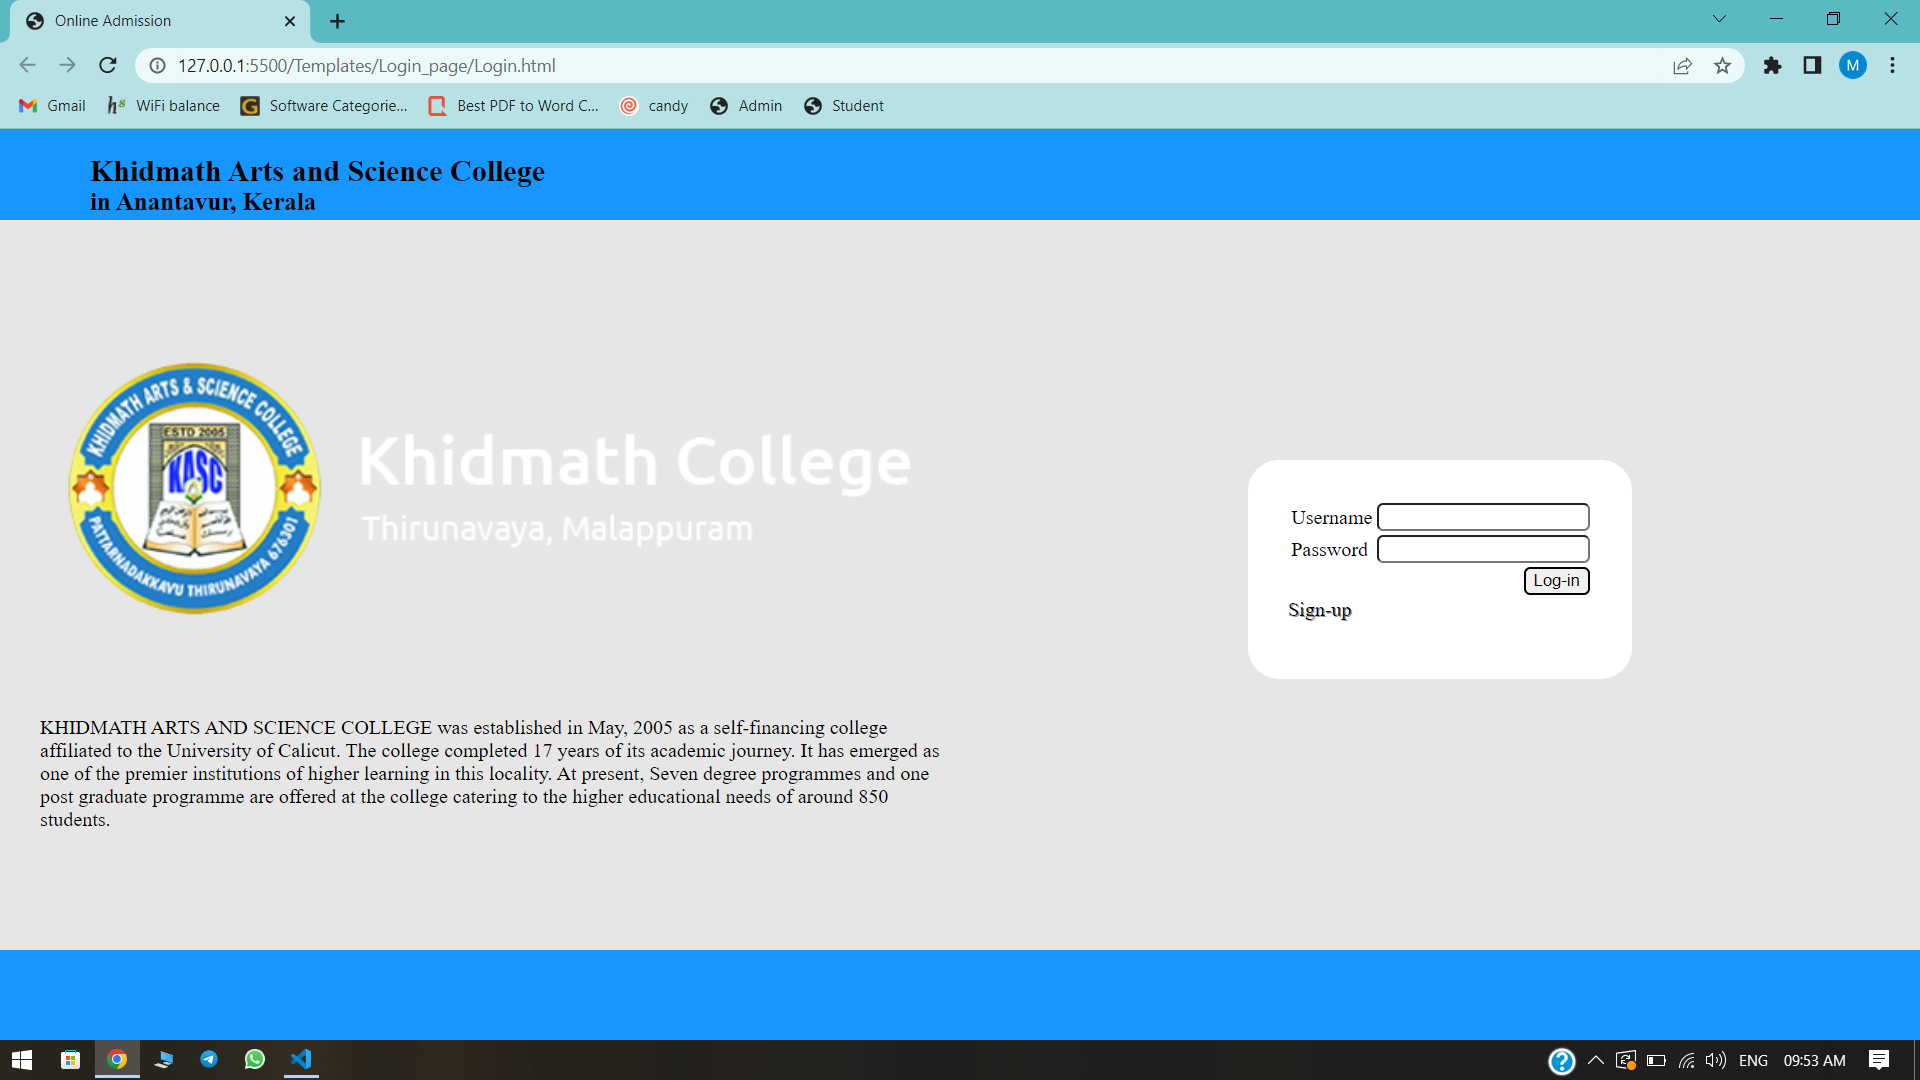 Online Admission
127.0.0.1:5500/Templates/Login_page/Login.html
M
Gmail
WiFi balance
Software Categorie...
Best PDF to Word C...
candy
Admin
Student
Khidmath Arts and Science College
in Anantavur, Kerala
KHIDMATH ARTS & SCIENCE COLLEGE
ESTD 2005
KASC
PATTARNADAKKAVU THIRUNAVAYA 676301
Khidmath College
Thirunavaya, Malappuram
Username
Password
Log-in
Sign-up
KHIDMATH ARTS AND SCIENCE COLLEGE was established in May, 2005 as a self-financing college
affiliated to the University of Calicut. The college completed 17 years of its academic journey. It has emerged as
one of the premier institutions of higher learning in this locality. At present, Seven degree programmes and one
post graduate programme are offered at the college catering to the higher educational needs of around 850
students.
ENG
09:53 AM